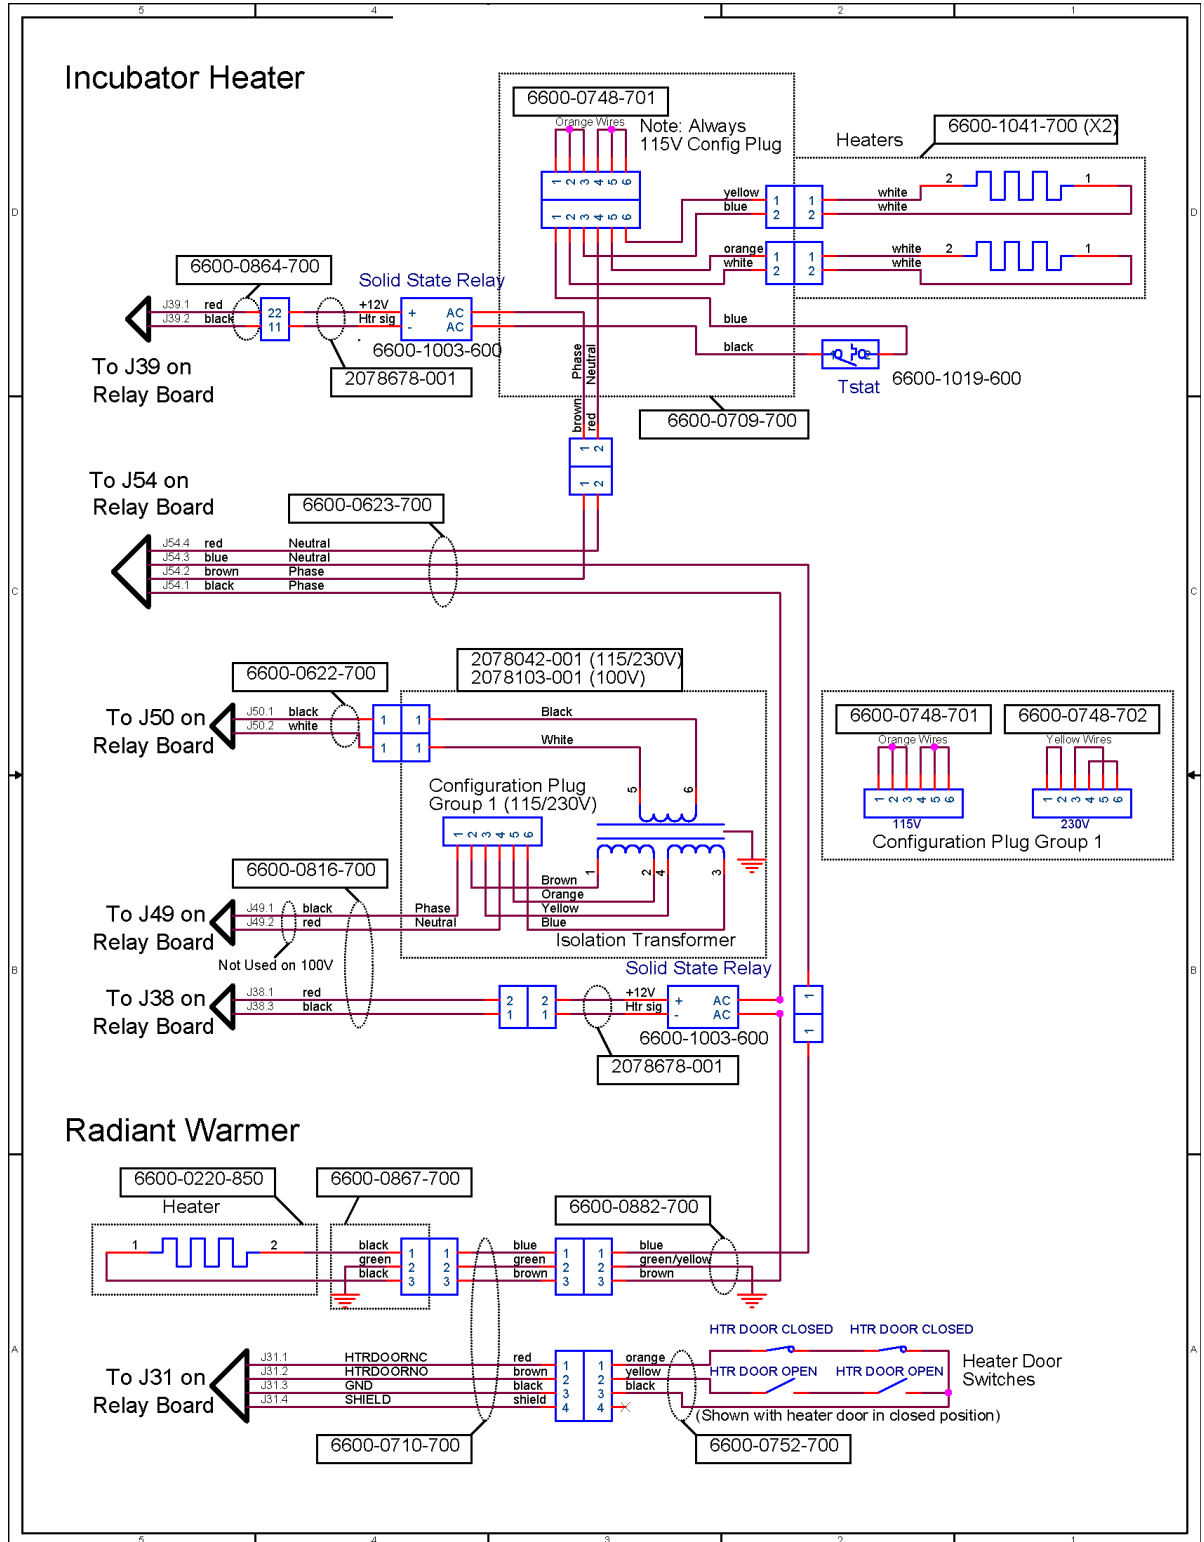 5 4 2 1
Incubator Heater
6600-0748-701
Orange Wires
Note: Always
115V Config Plug
Heaters
6600-1041-700 (X2)
1 2 3 4 5 6
1 2 3 4 5 6
yellow 1 1 white 2 1
blue 2 2 white
orange 1 1 white 2 1
white 2 2 white
D D
6600-0864-700
Solid State Relay
J39.1 red 22 +12V + AC
J39.2 black 11 Htr sig - AC
6600-1003-600
2078678-001
To J39 on
Relay Board
blue
black
1 2
Tstat
6600-1019-600
Phase
Neutral
brown
red
6600-0709-700
1 2
1 2
To J54 on
Relay Board
6600-0623-700
J54.4 red Neutral
J54.3 blue Neutral
J54.2 brown Phase
J54.1 black Phase
C C
6600-0622-700
2078042-001 (115/230V)
2078103-001 (100V)
To J50 on
Relay Board
J50.1 black 1 1 Black
J50.2 white 1 1 White
5 6
Configuration Plug
Group 1 (115/230V)
1 2 3 4 5 6
1 2 4 3
Brown
Orange
Yellow
Blue
Isolation Transformer
6600-0748-701
Orange Wires
1 2 3 4 5 6
115V
6600-0748-702
Yellow Wires
1 2 3 4 5 6
230V
Configuration Plug Group 1
6600-0816-700
To J49 on
Relay Board
J49.1 black Phase
J49.2 red Neutral
Not Used on 100V
B B
Solid State Relay
To J38 on
Relay Board
J38.1 red 2 2 +12V + AC
J38.3 black 1 1 Htr sig - AC
6600-1003-600
2078678-001
1
1
Radiant Warmer
6600-0220-850
Heater
6600-0867-700
6600-0882-700
1 2 black 1 1 blue 1 1 blue
green 2 2 green 2 2 green/yellow
black 3 3 brown 3 3 brown
A A
HTR DOOR CLOSED HTR DOOR CLOSED
HTR DOOR OPEN HTR DOOR OPEN
Heater Door
Switches
To J31 on
Relay Board
J31.1 HTRDOORNC red 1 1 orange
J31.2 HTRDOORNO brown 2 2 yellow
J31.3 GND black 3 3 black
J31.4 SHIELD shield 4 4
(Shown with heater door in closed position)
6600-0710-700
6600-0752-700
5 4 3 2 1